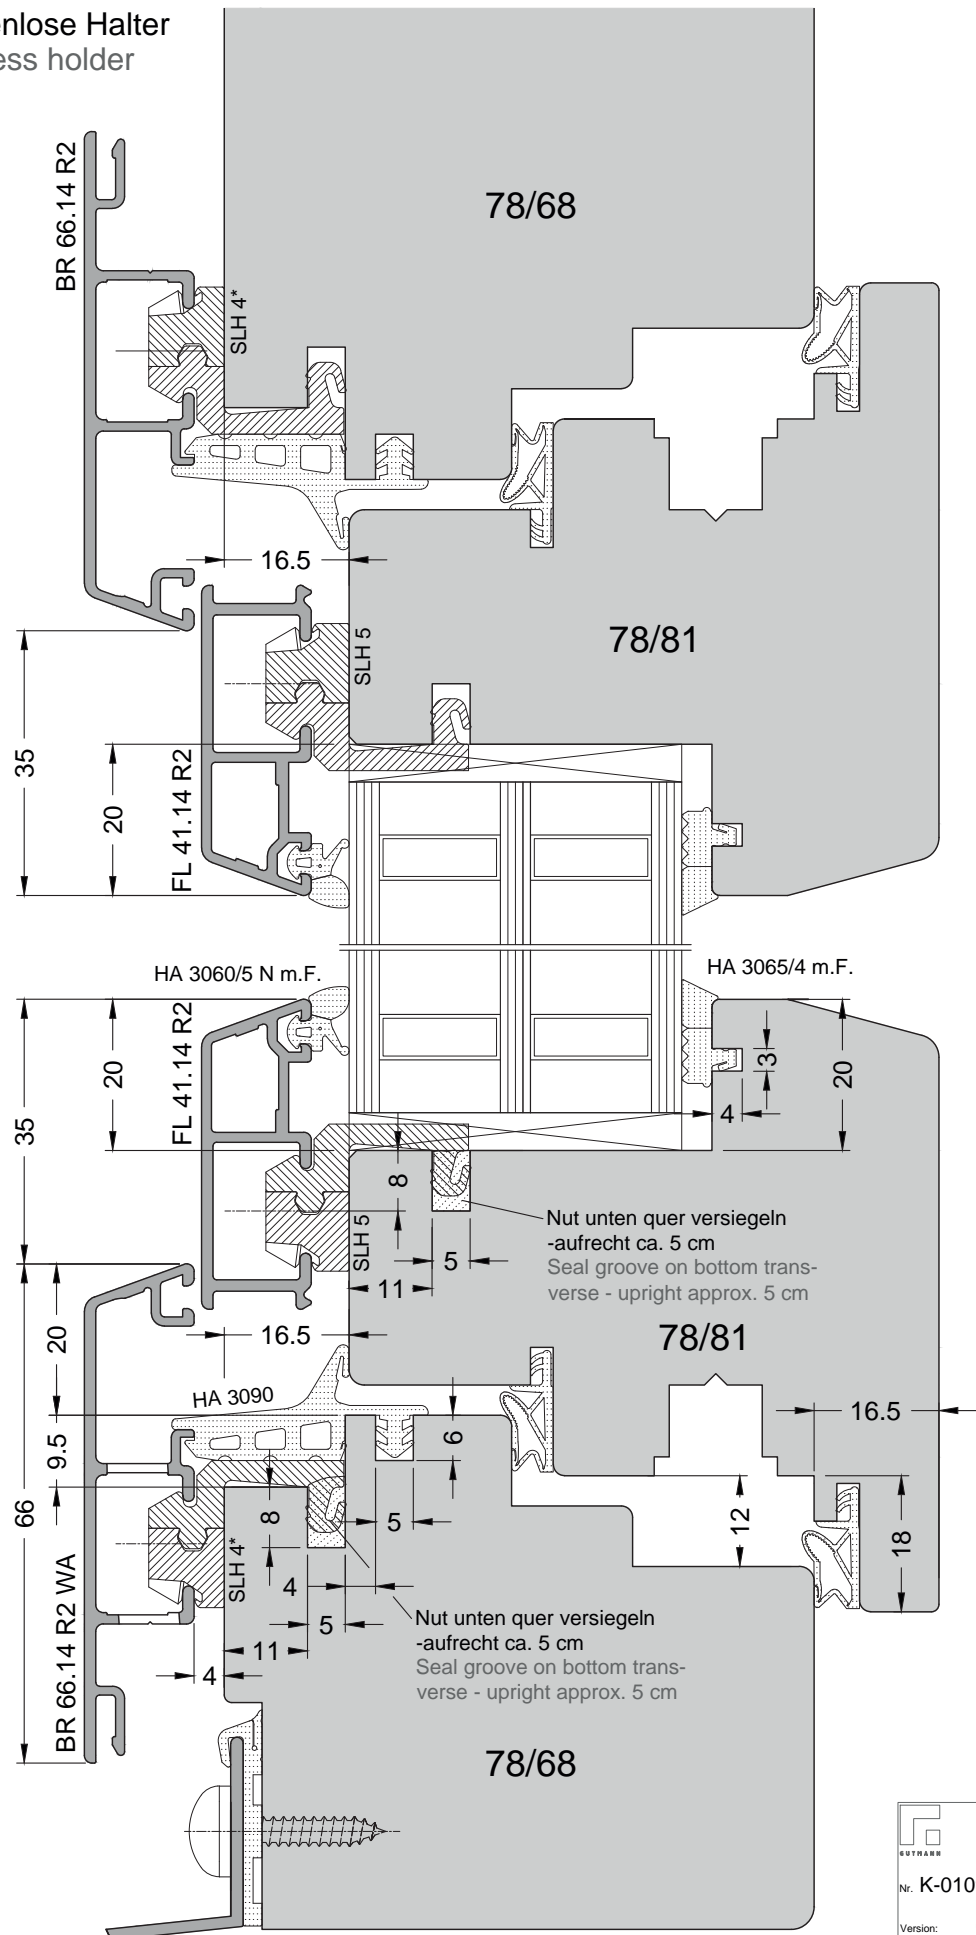 enlose Halter
ess holder
BR 66.14 R2
78/68
SLH 4*
16.5
78/81
SLH 5
35
20
FL 41.14 R2
HA 3060/5 N m.F.
HA 3065/4 m.F.
FL 41.14 R2
20
35
3
4
20
8
SLH 5
5
11
Nut unten quer versiegeln
-aufrecht ca. 5 cm
Seal groove on bottom trans-
verse - upright approx. 5 cm
16.5
78/81
20
HA 3090
16.5
9.5
66
6
5
8
12
18
SLH 4*
4
5
11
4
BR 66.14 R2 WA
Nut unten quer versiegeln
-aufrecht ca. 5 cm
Seal groove on bottom trans-
verse - upright approx. 5 cm
78/68
GUTMANN
Nr. K-010
Version: